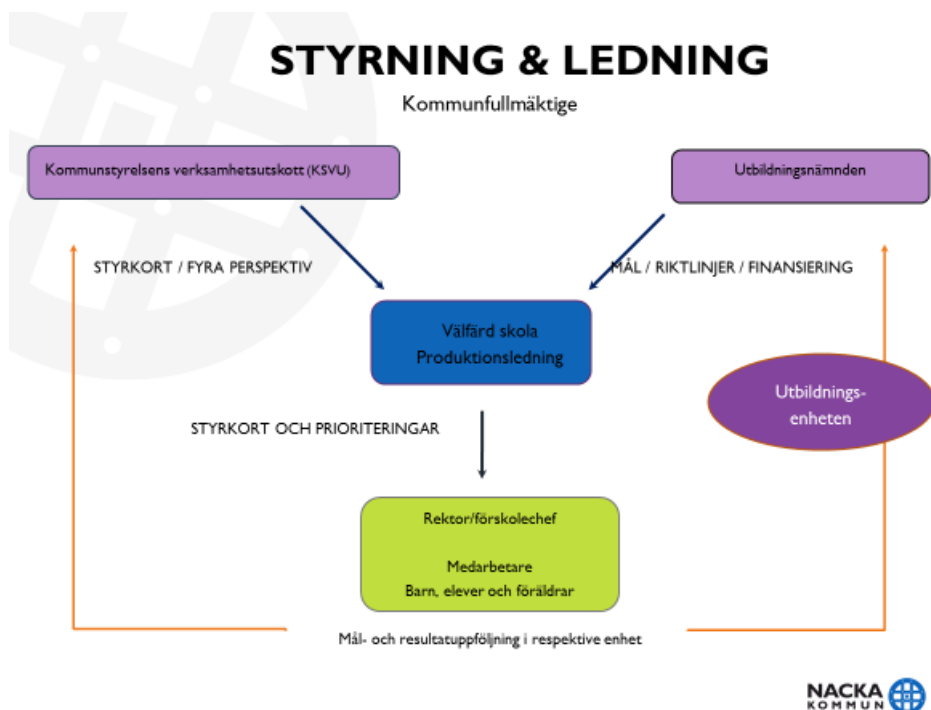 STYRNING & LEDNING
Kommunfullmäktige
Kommunstyrelsens verksamhetsutskott (KSVU)
Utbildningsnämnden
STYRKORT / FYRA PERSPEKTIV
MÅL / RIKTLINJER / FINANSIERING
Välfärd skola
Produktionsledning
Utbildnings-
enheten
STYRKORT OCH PRIORITERINGAR
Rektor/förskolechef
Medarbetare
Barn, elever och föräldrar
Mål- och resultatuppföljning i respektive enhet
NACKA
KOMMUN